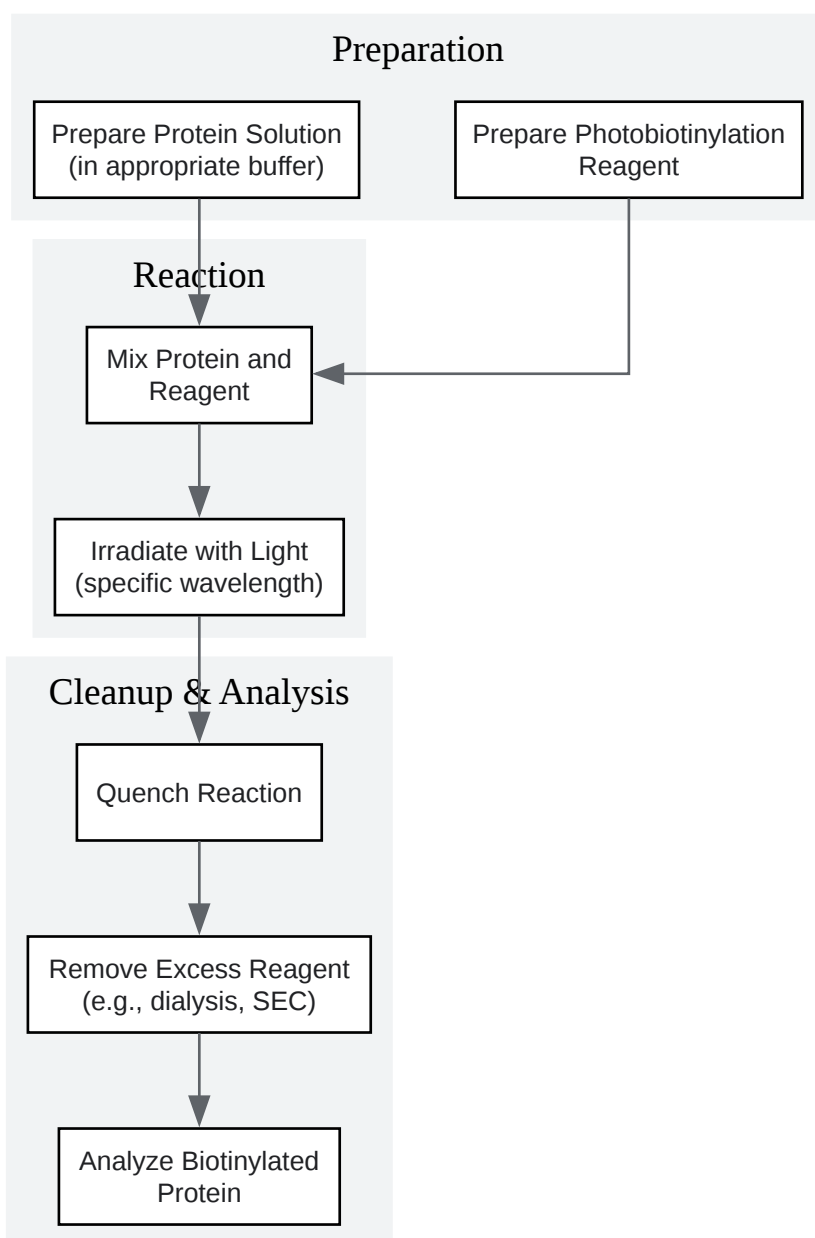 Preparation
Prepare Protein Solution
(in appropriate buffer)
Prepare Photobiotinylation
Reagent
Reaction
Mix Protein and
Reagent
Irradiate with Light
(specific wavelength)
Cleanup & Analysis
Quench Reaction
Remove Excess Reagent
(e.g., dialysis, SEC)
Analyze Biotinylated
Protein